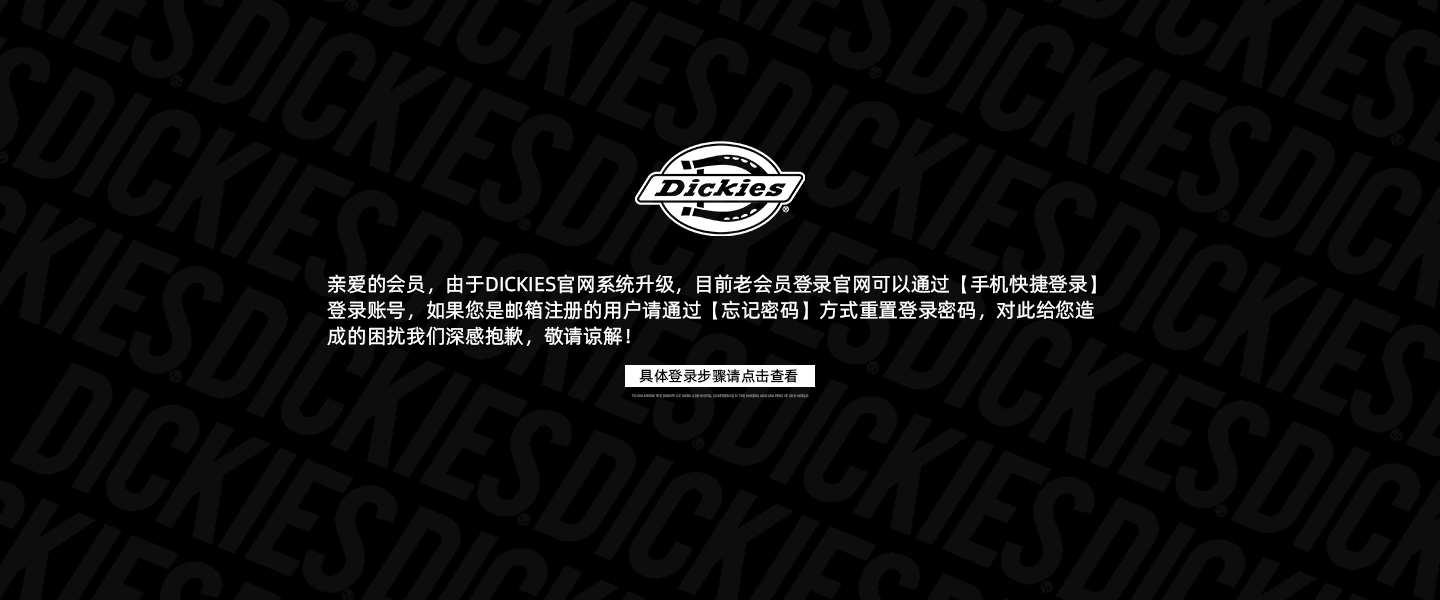 Dickies
亲爱的会员，由于DICKIES官网系统升级，目前老会员登录官网可以通过【手机快捷登录】
登录账号，如果您是邮箱注册的用户请通过【忘记密码】方式重置登录密码，对此给您造
成的困扰我们深感抱歉，敬请谅解！
具体登录步骤请点击查看